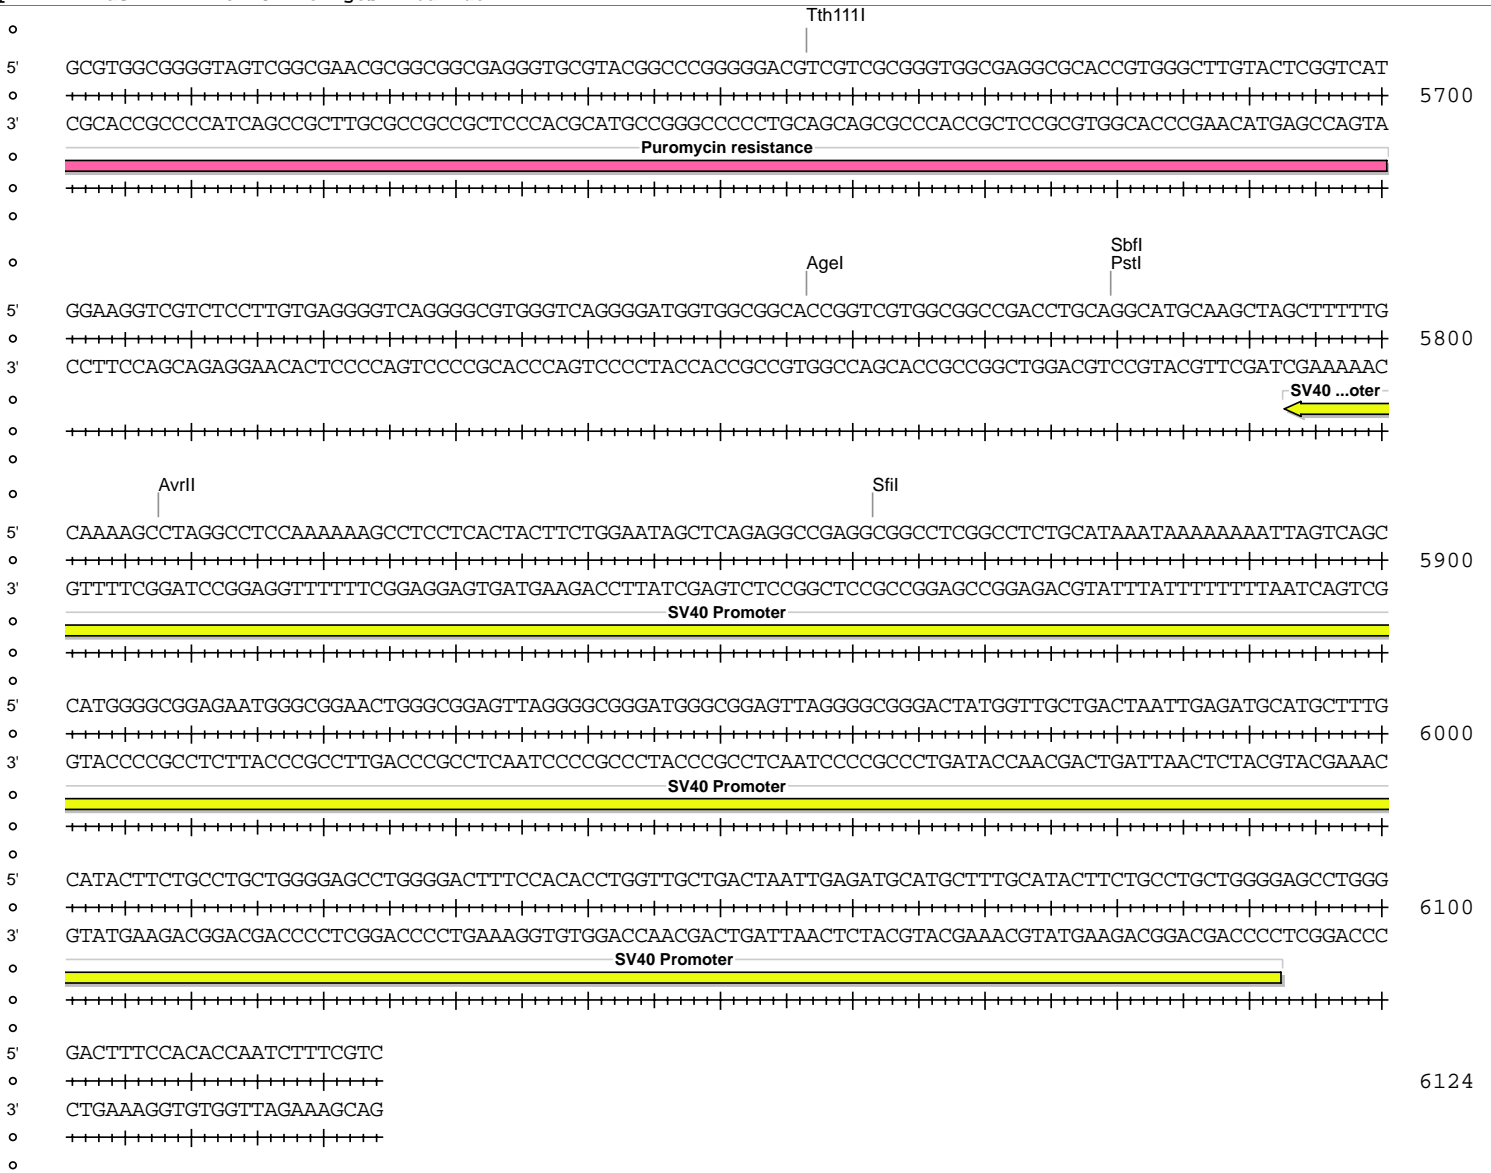 Tth111I
5' GCGTGGCGGGGTAGTCGGCGAACGCGGCGGCGAGGGTGCGTACGGCCCGGGGGACGTCGTCGCGGGTGGCGAGGCGCACCGTGGGCTTGTACTCGGTCAT
5700
3' CGCACCGCCCCATCAGCCGCTTGCGCCGCCGCTCCCACGCATGCCGGGCCCCCTGCAGCAGCGCCCACCGCTCCGCGTGGCACCCGAACATGAGCCAGTA
Puromycin resistance
SbfI
AgeI PstI
5' GGAAGGTCGTCTCCTTGTGAGGGGTCAGGGGCGTGGGTCAGGGGATGGTGGCGGCACCGGTCGTGGCGGCCGACCTGCAGGCATGCAAGCTAGCTTTTTG
5800
3' CCTTCCAGCAGAGGAACACTCCCCAGTCCCCGCACCCAGTCCCCTACCACCGCCGTGGCCAGCACCGCCGGCTGGACGTCCGTACGTTCGATCGAAAAAC
SV40 ...oter
AvrII SfiI
5' CAAAAGCCTAGGCCTCCAAAAAAGCCTCCTCACTACTTCTGGAATAGCTCAGAGGCCGAGGCGGCCTCGGCCTCTGCATAAATAAAAAAAATTAGTCAGC
5900
3' GTTTTCGGATCCGGAGGTTTTTTCGGAGGAGTGATGAAGACCTTATCGAGTCTCCGGCTCCGCCGGAGCCGGAGACGTATTTATTTTTTTTAATCAGTCG
SV40 Promoter
5' CATGGGGCGGAGAATGGGCGGAACTGGGCGGAGTTAGGGGCGGGATGGGCGGAGTTAGGGGCGGGACTATGGTTGCTGACTAATTGAGATGCATGCTTTG
6000
3' GTACCCCGCCTCTTACCCGCCTTGACCCGCCTCAATCCCCGCCCTACCCGCCTCAATCCCCGCCCTGATACCAACGACTGATTAACTCTACGTACGAAAC
SV40 Promoter
5' CATACTTCTGCCTGCTGGGGAGCCTGGGGACTTTCCACACCTGGTTGCTGACTAATTGAGATGCATGCTTTGCATACTTCTGCCTGCTGGGGAGCCTGGG
6100
3' GTATGAAGACGGACGACCCCTCGGACCCCTGAAAGGTGTGGACCAACGACTGATTAACTCTACGTACGAAACGTATGAAGACGGACGACCCCTCGGACCC
SV40 Promoter
5' GACTTTCCACACCAATCTTTCGTC
6124
3' CTGAAAGGTGTGGTTAGAAAGCAG